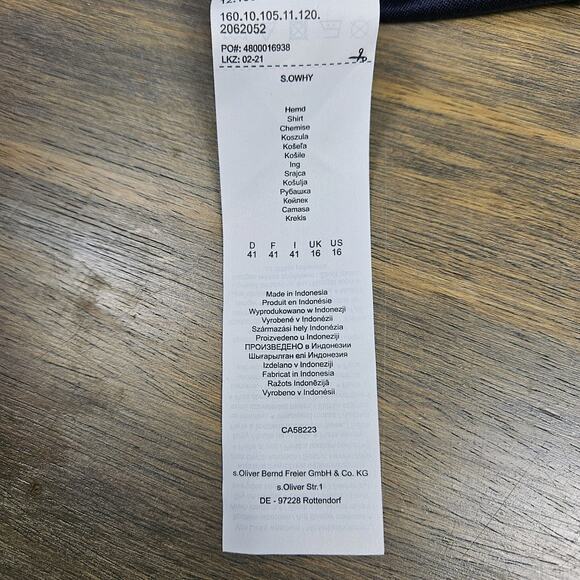 160.10.105.11.120.
2062052
PO#: 4800016938
LKZ: 02-21
S.OWHY
Hemd
Shirt
Chemise
Koszula
Košeľa
Košile
Ing
Srajca
Košulja
Рубашка
Көйлек
Camasa
Krekls
D F I UK US
41 41 41 16 16
Made in Indonesia
Produit en Indonésie
Wyprodukowano w Indonezji
Vyrobené v Indonézii
Származási hely Indonézia
Proizvedeno u Indoneziji
ПРОИЗВЕДЕНО в Индонезии
Шығарылған елі Индонезия
Izdelano v Indoneziji
Fabricat in Indonesia
Ražots Indonēzijā
Vyrobeno v Indonésii
CA58223
s.Oliver Bernd Freier GmbH & Co. KG
s.Oliver Str.1
DE - 97228 Rottendorf